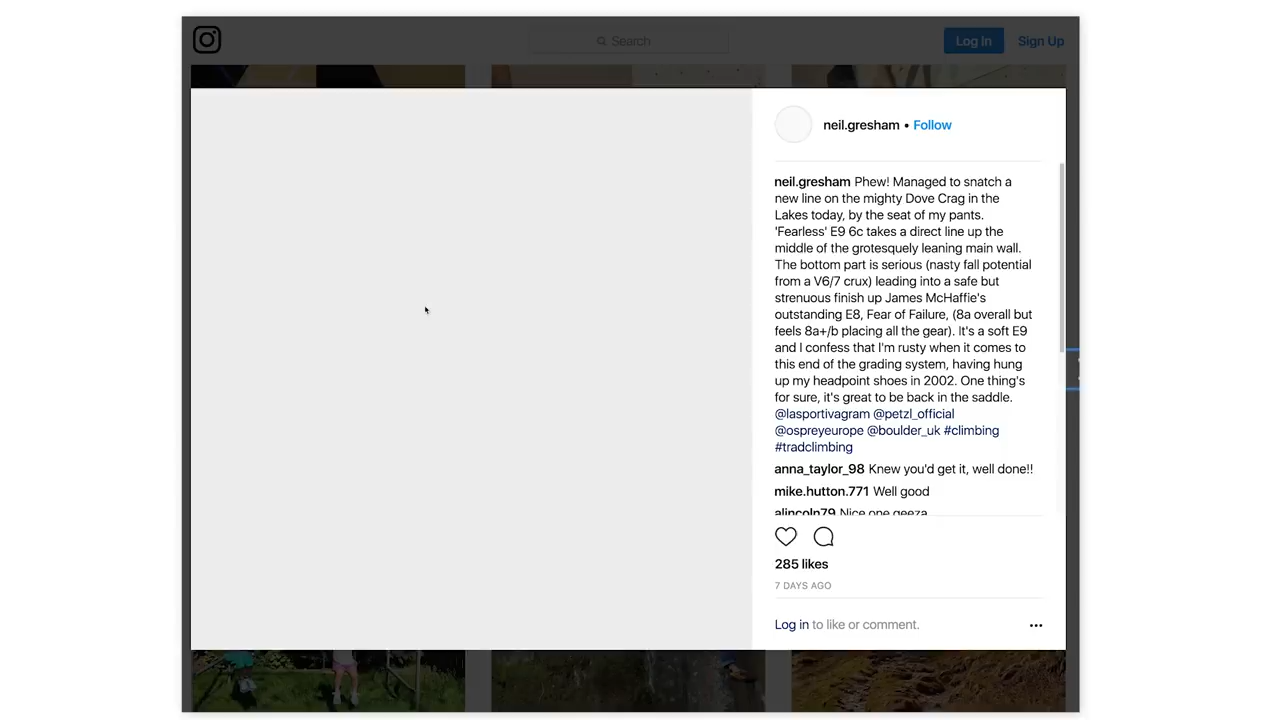 Search
Log In
Sign Up
neil.gresham • Follow
neil.gresham Phew! Managed to snatch a
new line on the mighty Dove Crag in the
Lakes today, by the seat of my pants.
'Fearless' E9 6c takes a direct line up the
middle of the grotesquely leaning main wall.
The bottom part is serious (nasty fall potential
from a V6/7 crux) leading into a safe but
strenuous finish up James McHaffie's
outstanding E8, Fear of Failure, (8a overall but
feels 8a+/b placing all the gear). It's a soft E9
and I confess that I'm rusty when it comes to
this end of the grading system, having hung
up my headpoint shoes in 2002. One thing's
for sure, it's great to be back in the saddle.
@lasportivagram @petzl_official
@ospreyeurope @boulder_uk #climbing
#tradclimbing
anna_taylor_98 Knew you'd get it, well done!!
mike.hutton.771 Well good
alincoln79 Nice one geeza
285 likes
7 DAYS AGO
Log in to like or comment.